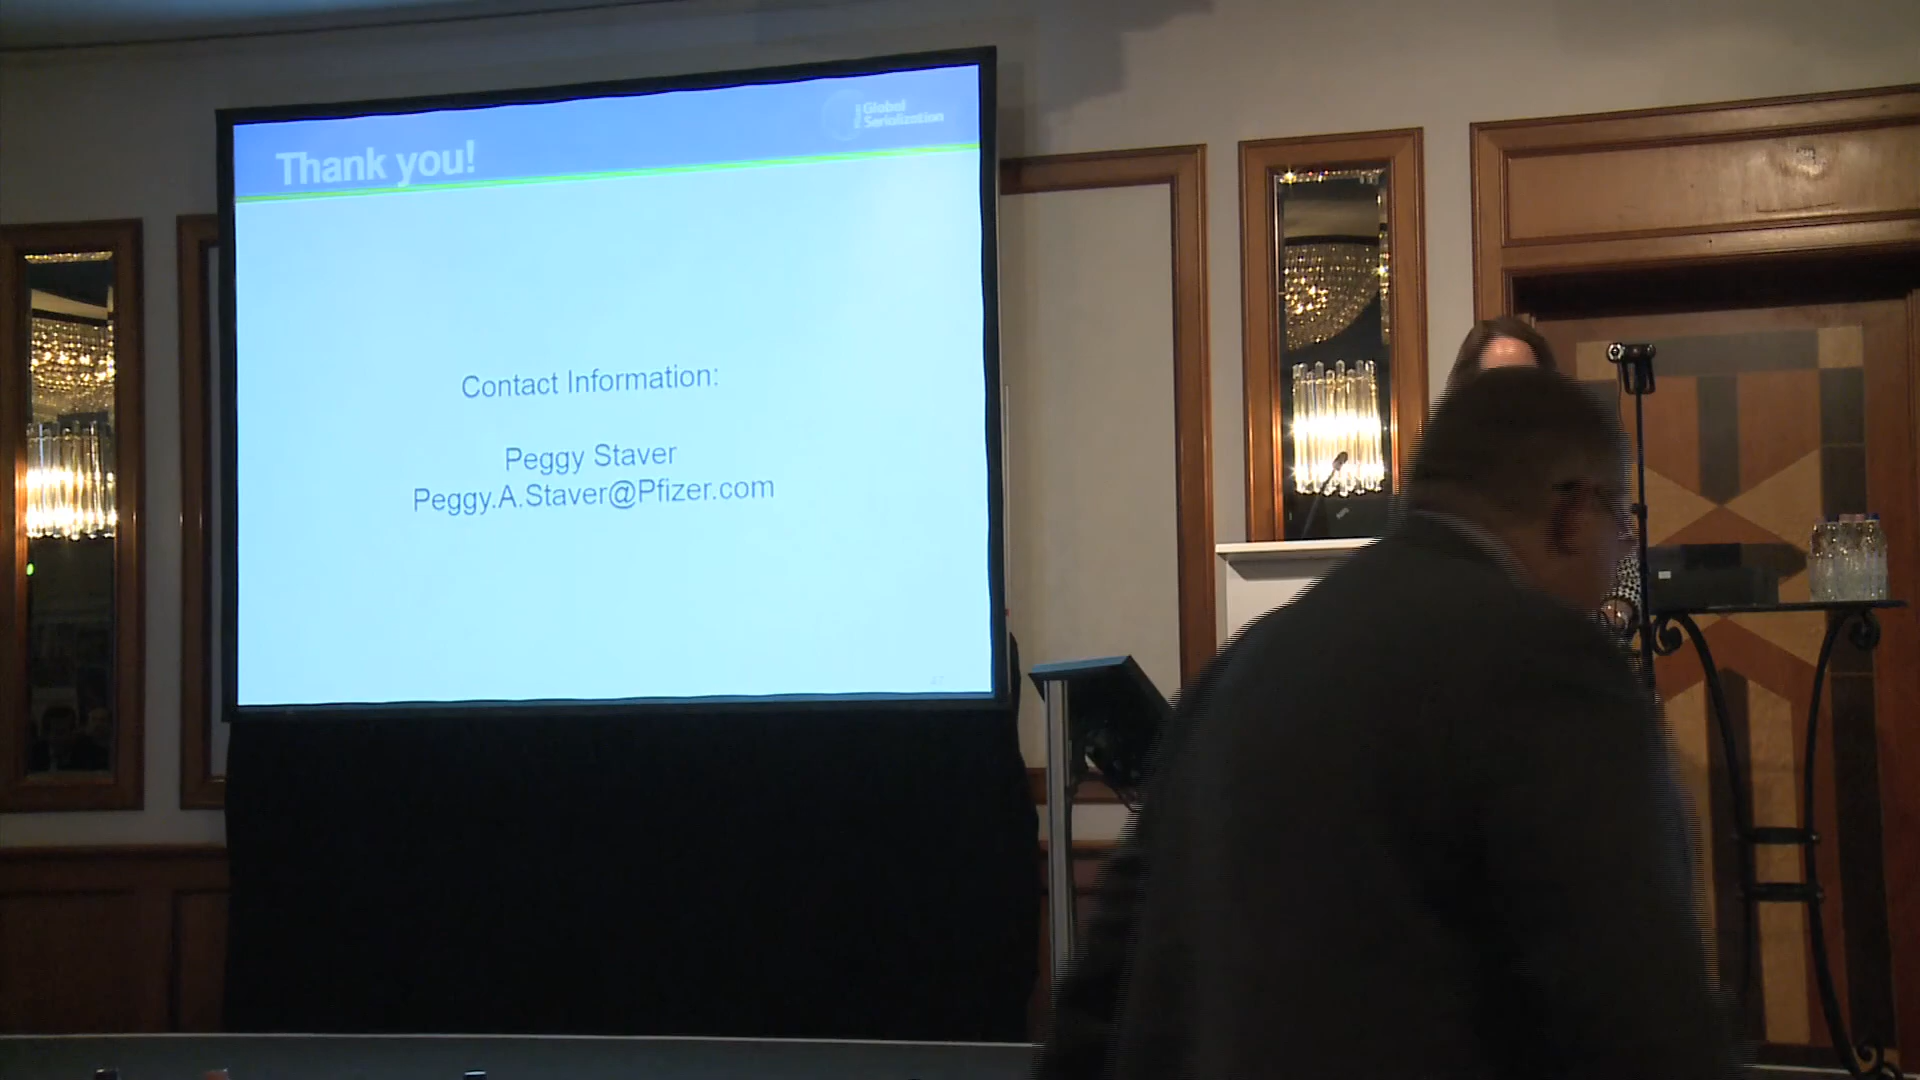 Thank you!
Global
Serialization
Contact Information:
Peggy Staver
Peggy.A.Staver@Pfizer.com